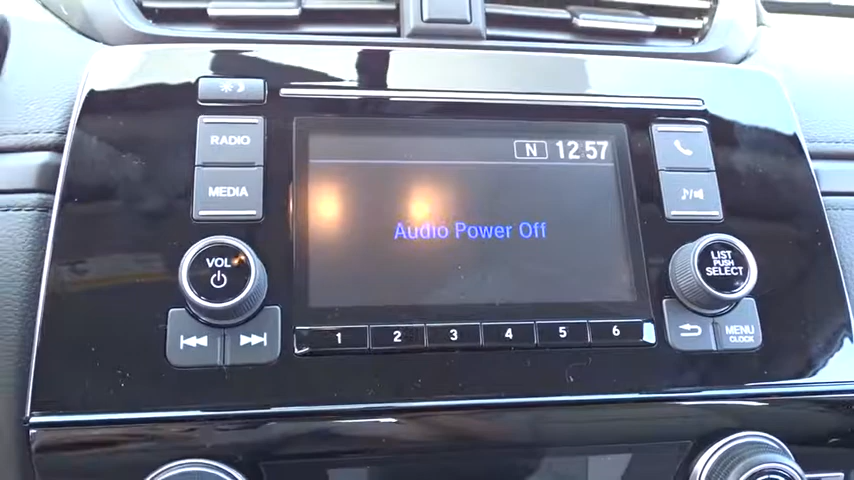 N 12:57
RADIO
MEDIA
Audio Power Off
VOL
LIST
PUSH
SELECT
1 2 3 4 5 6
MENU
CLOCK